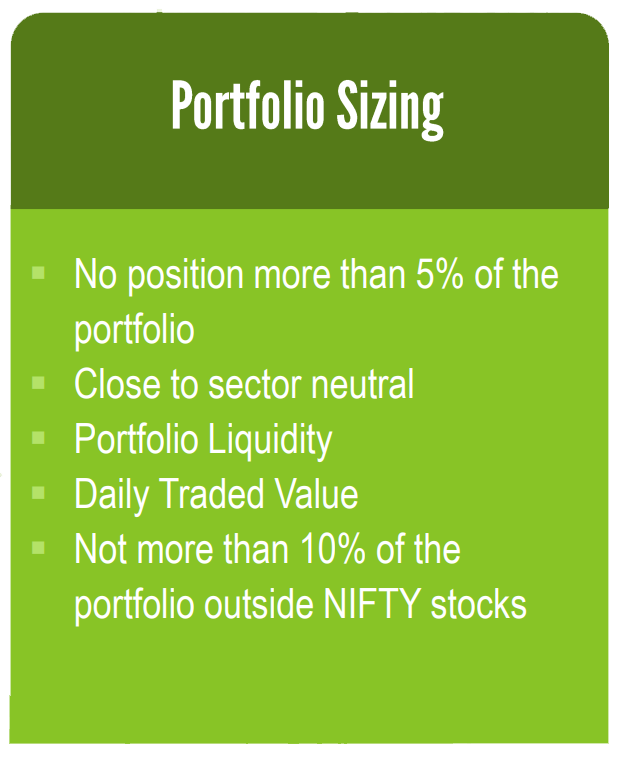 Portfolio Sizing
No position more than 5% of the
portfolio
Close to sector neutral
Portfolio Liquidity
Daily Traded Value
Not more than 10% of the
portfolio outside NIFTY stocks